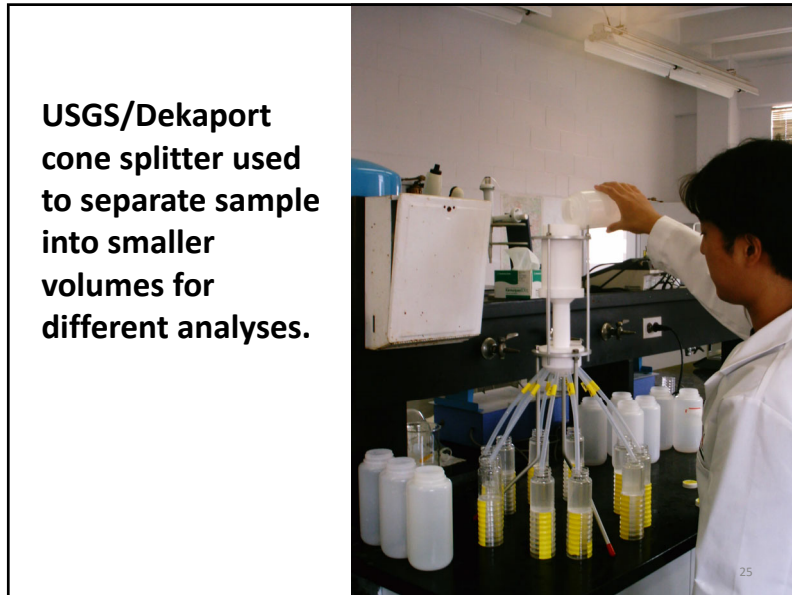 USGS/Dekaport
cone splitter used
to separate sample
into smaller
volumes for
different analyses.
25